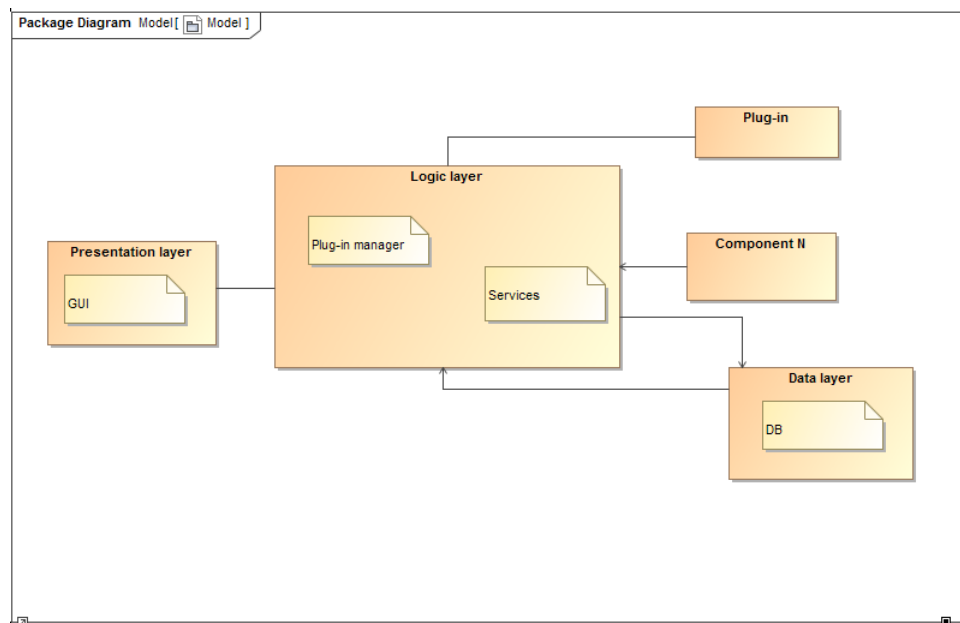 Package Diagram Model[ Model ]
Plug-in
Logic layer
Plug-in manager
Component N
Presentation layer
GUI
Services
Data layer
DB